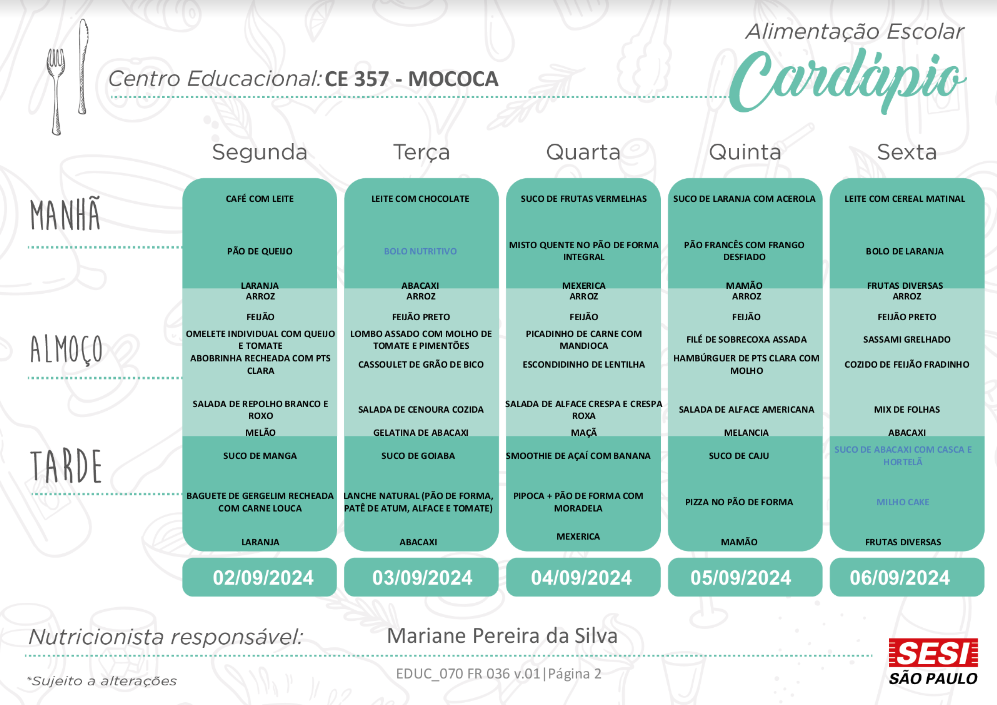 Alimentação Escolar
Cardápio
Centro Educacional: CE 357 - MOCOCA
Segunda Terça Quarta Quinta Sexta
MANHÃ
CAFÉ COM LEITE LEITE COM CHOCOLATE SUCO DE FRUTAS VERMELHAS SUCO DE LARANJA COM ACEROLA LEITE COM CEREAL MATINAL
PÃO DE QUEIJO BOLO NUTRITIVO MISTO QUENTE NO PÃO DE FORMA PÃO FRANCÊS COM FRANGO BOLO DE LARANJA
INTEGRAL DESFIADO
LARANJA ABACAXI MEXERICA MAMÃO FRUTAS DIVERSAS
ALMOÇO
ARROZ ARROZ ARROZ ARROZ ARROZ
FEIJÃO FEIJÃO PRETO FEIJÃO FEIJÃO FEIJÃO PRETO
OMELETE INDIVIDUAL COM QUEIJO LOMBO ASSADO COM MOLHO DE PICADINHO DE CARNE COM FILÉ DE SOBRECOXA ASSADA SASSAMI GRELHADO
E TOMATE TOMATE E PIMENTÕES MANDIOCA
ABOBRINHA RECHEADA COM PTS CASSOULET DE GRÃO DE BICO ESCONDIDINHO DE LENTILHA HAMBÚRGUER DE PTS CLARA COM COZIDO DE FEIJÃO FRADINHO
CLARA MOLHO
SALADA DE REPOLHO BRANCO E SALADA DE CENOURA COZIDA SALADA DE ALFACE CRESPA E CRESPA SALADA DE ALFACE AMERICANA MIX DE FOLHAS
ROXO ROXA
MELÃO GELATINA DE ABACAXI MAÇÃ MELANCIA ABACAXI
TARDE
SUCO DE MANGA SUCO DE GOIABA SMOOTHIE DE AÇAÍ COM BANANA SUCO DE CAJU SUCO DE ABACAXI COM CASCA E
HORTELÃ
BAGUETE DE GERGELIM RECHEADA LANCHE NATURAL (PÃO DE FORMA, PIPOCA + PÃO DE FORMA COM PIZZA NO PÃO DE FORMA MILHO CAKE
COM CARNE LOUCA PATÊ DE ATUM, ALFACE E TOMATE) MORADELA
LARANJA ABACAXI MEXERICA MAMÃO FRUTAS DIVERSAS
02/09/2024 03/09/2024 04/09/2024 05/09/2024 06/09/2024
Nutricionista responsável: Mariane Pereira da Silva
EDUC_070 FR 036 v.01|Página 2
*Sujeito a alterações
SESI
SÃO PAULO